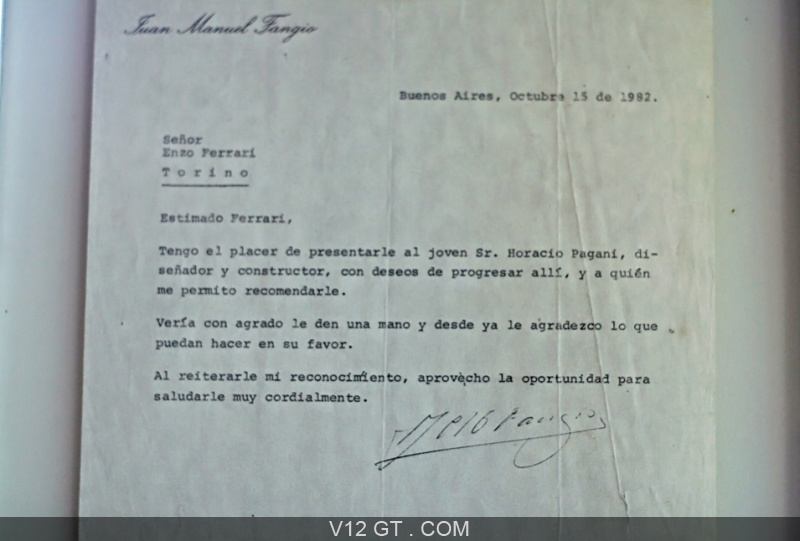 Juan Manuel Fangio
Buenos Aires, Octubre 15 de 1982.
Señor
Enzo Ferrari
T o r i n o
Estimado Ferrari,
Tengo el placer de presentarle al joven Sr. Horacio Pagani, di-
señador y constructor, con deseos de progresar allí, y a quién
me permito recomendarle.
Vería con agrado le den una mano y desde ya le agradezco lo que
puedan hacer en su favor.
Al reiterarle mi reconocimiento, aprovecho la oportunidad para
saludarle muy cordialmente.
Fangio
V12 GT . COM